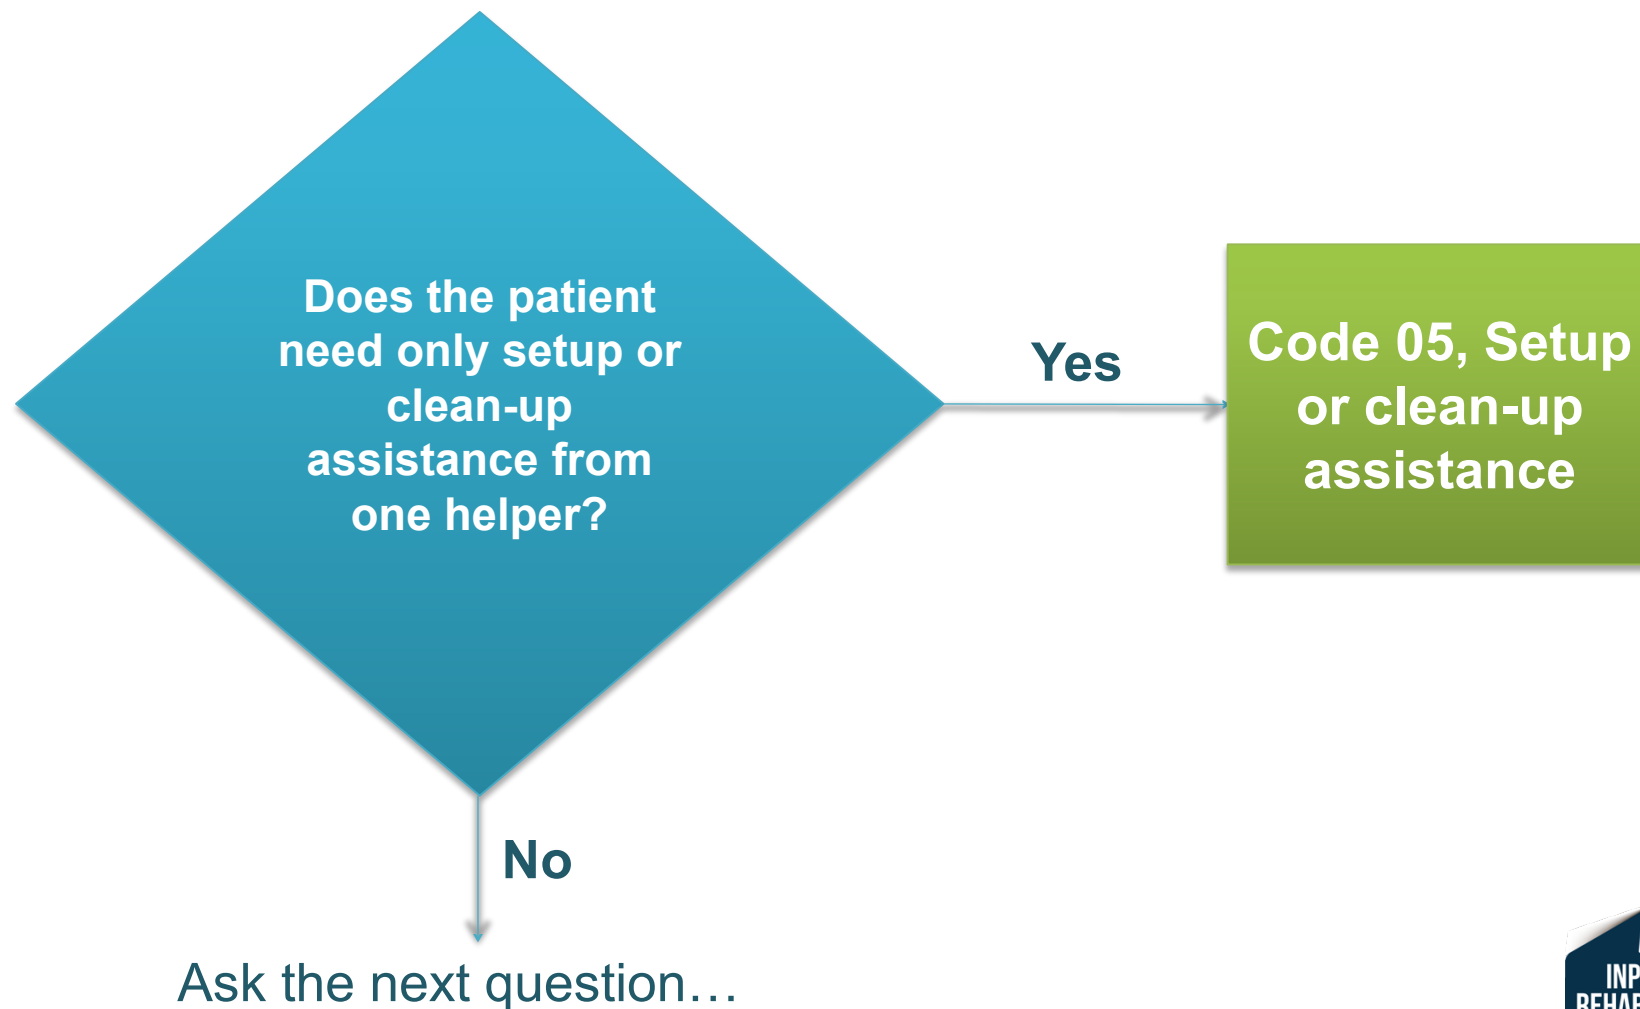 Does the patient
need only setup or
clean-up
assistance from
one helper?
Yes
Code 05, Setup
or clean-up
assistance
No
Ask the next question…